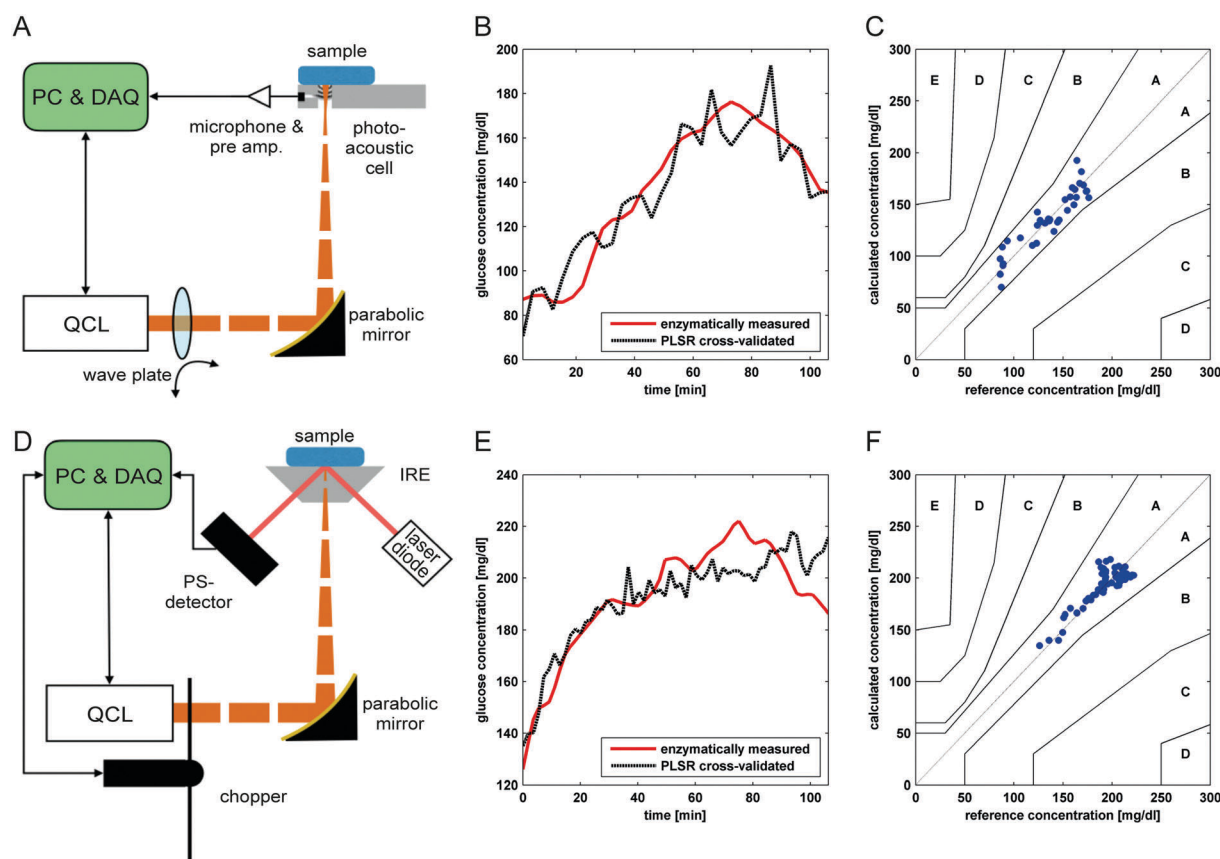 A
sample
PC & DAQ
microphone &
pre amp.
photo-
acoustic
cell
QCL
wave plate
parabolic
mirror
B
glucose concentration [mg/dl]
200
180
160
140
120
100
80
60
20
40
60
80
100
time [min]
enzymatically measured
PLSR cross-validated
C
calculated concentration [mg/dl]
300
250
200
150
100
50
0
0
50
100
150
200
250
300
reference concentration [mg/dl]
E
D
C
B
A
A
B
C
D
D
sample
PC & DAQ
IRE
laser
diode
PS-
detector
QCL
parabolic
mirror
chopper
E
glucose concentration [mg/dl]
240
220
200
180
160
140
120
0
20
40
60
80
100
time [min]
enzymatically measured
PLSR cross-validated
F
calculated concentration [mg/dl]
300
250
200
150
100
50
0
0
50
100
150
200
250
300
reference concentration [mg/dl]
E
D
C
B
A
A
B
C
D